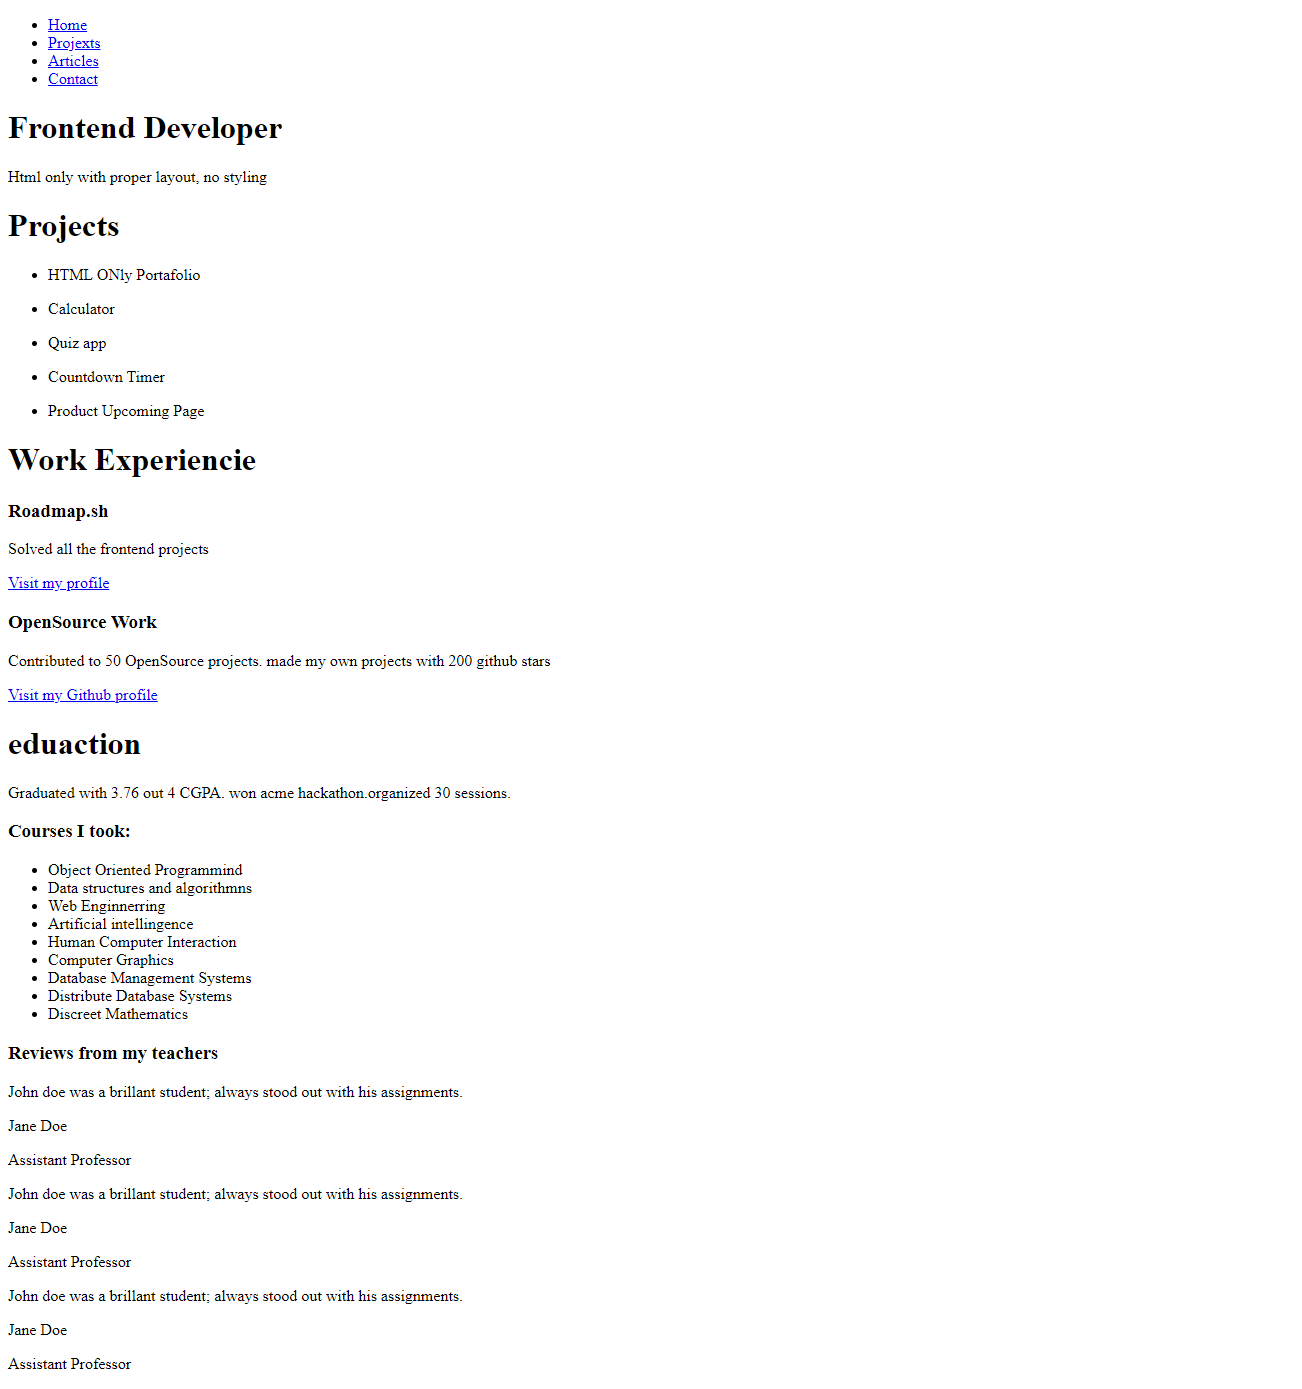 Home
Projexts
Articles
Contact
Frontend Developer
Html only with proper layout, no styling
Projects
HTML ONly Portafolio
Calculator
Quiz app
Countdown Timer
Product Upcoming Page
Work Experiencie
Roadmap.sh
Solved all the frontend projects
Visit my profile
OpenSource Work
Contributed to 50 OpenSource projects. made my own projects with 200 github stars
Visit my Github profile
eduaction
Graduated with 3.76 out 4 CGPA. won acme hackathon.organized 30 sessions.
Courses I took:
Object Oriented Programmind
Data structures and algorithmns
Web Enginnerring
Artificial intellingence
Human Computer Interaction
Computer Graphics
Database Management Systems
Distribute Database Systems
Discreet Mathematics
Reviews from my teachers
John doe was a brillant student; always stood out with his assignments.
Jane Doe
Assistant Professor
John doe was a brillant student; always stood out with his assignments.
Jane Doe
Assistant Professor
John doe was a brillant student; always stood out with his assignments.
Jane Doe
Assistant Professor